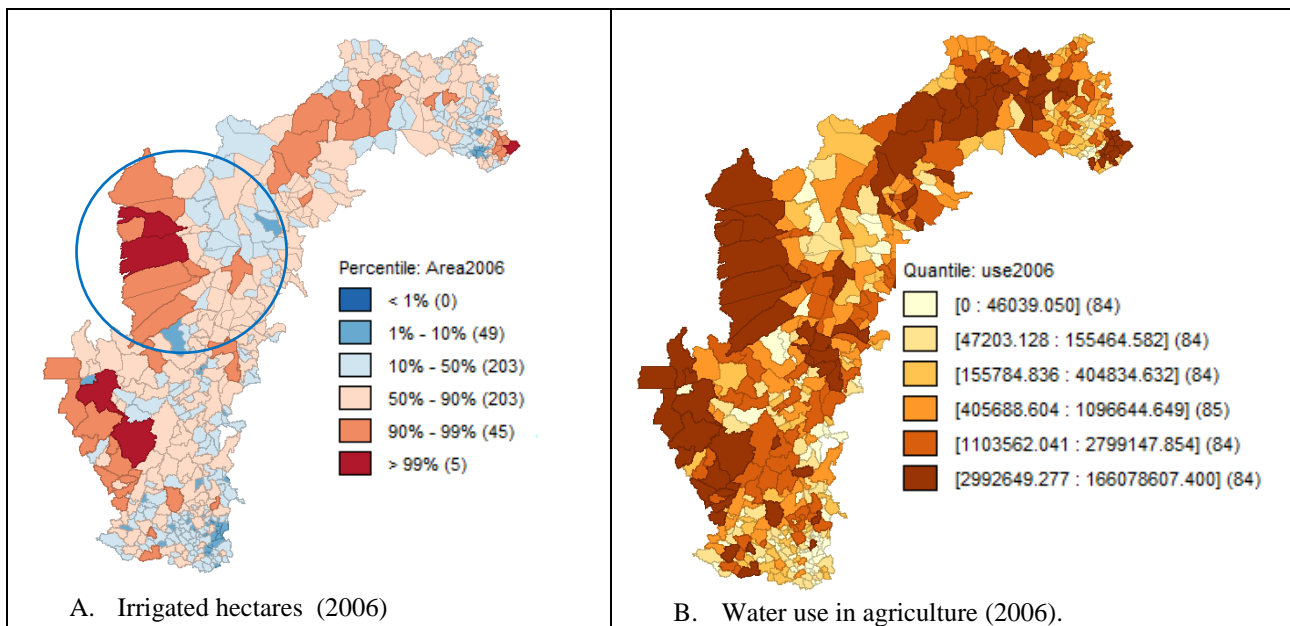 Percentile: Area2006
< 1% (0)
1% - 10% (49)
10% - 50% (203)
50% - 90% (203)
90% - 99% (45)
> 99% (5)
A. Irrigated hectares (2006)
Quantile: use2006
[0 : 46039.050] (84)
[47203.128 : 155464.582] (84)
[155784.836 : 404834.632] (84)
[405688.604 : 1096644.649] (85)
[1103562.041 : 2799147.854] (84)
[2992649.277 : 166078607.400] (84)
B. Water use in agriculture (2006).